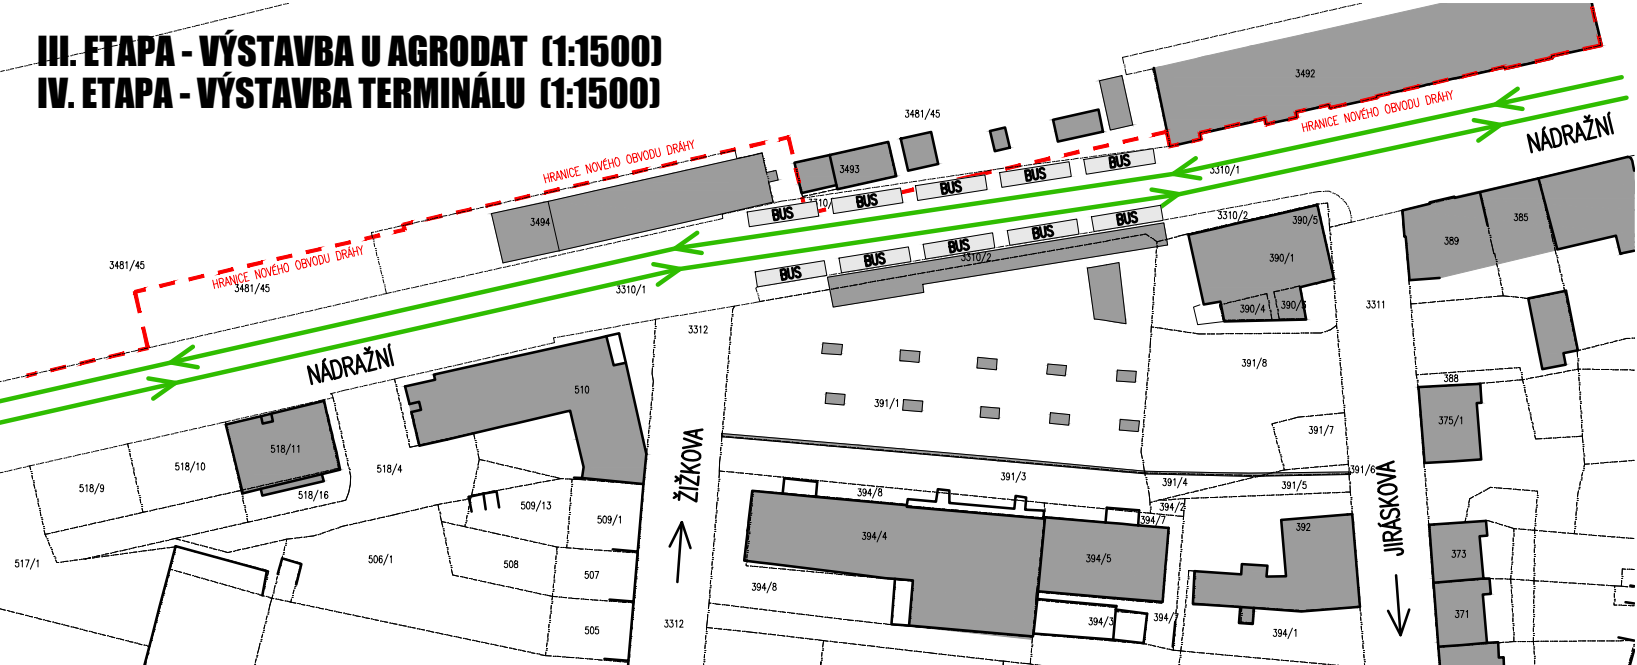 III. ETAPA - VÝSTAVBA U AGRODAT (1:1500)
IV. ETAPA - VÝSTAVBA TERMINÁLU (1:1500)
3492
HRANICE NOVÉHO OBVODU DRÁHY
NÁDRAŽNÍ
3481/45
HRANICE NOVÉHO OBVODU DRÁHY
3493
BUS
BUS
BUS
BUS
BUS
3310/1
3310/
3494
3310/2
390/5
385
389
BUS
BUS
BUS
BUS
BUS
3310/2
390/1
3481/45
HRANICE NOVÉHO OBVODU DRÁHY
3481/45
3310/1
390/4
390/
3311
3312
NÁDRAŽNÍ
391/8
388
510
391/1
375/1
391/7
518/11
518/10
518/4
ŽIŽKOVA
391/6
518/9
518/16
391/3
391/4
391/5
394/8
509/13
509/1
394/2
394/7
JIRÁSKOVA
392
394/4
394/5
373
517/1
506/1
508
507
394/8
371
505
3312
394/3
394/7
394/1